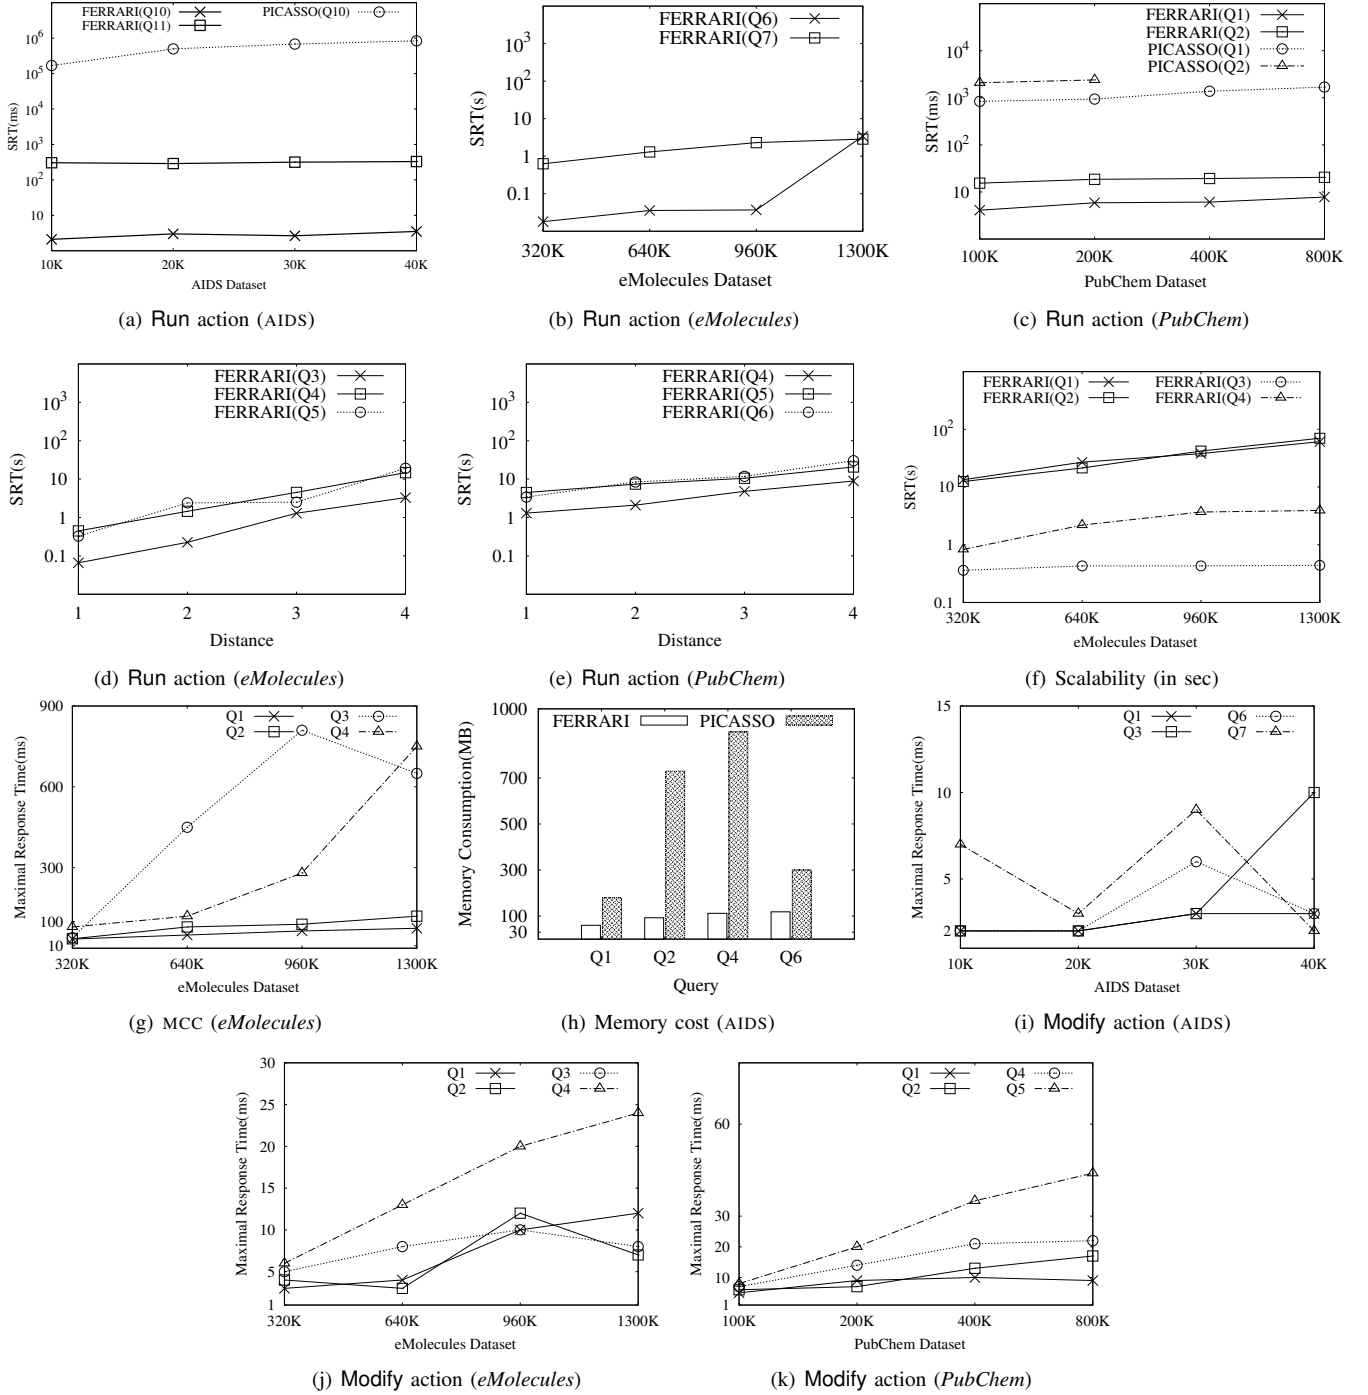 FERRARI(Q10)
FERRARI(Q11)
PICASSO(Q10)
10^6
10^5
10^4
10^3
10^2
10
SRT(ms)
10K 20K 30K 40K
AIDS Dataset
(a) Run action (AIDS)
FERRARI(Q6)
FERRARI(Q7)
10^3
10^2
10
1
0.1
SRT(s)
320K 640K 960K 1300K
eMolecules Dataset
(b) Run action (eMolecules)
FERRARI(Q1)
FERRARI(Q2)
PICASSO(Q1)
PICASSO(Q2)
10^4
10^3
10^2
10
SRT(ms)
100K 200K 400K 800K
PubChem Dataset
(c) Run action (PubChem)
FERRARI(Q3)
FERRARI(Q4)
FERRARI(Q5)
10^3
10^2
10
1
0.1
SRT(s)
1 2 3 4
Distance
(d) Run action (eMolecules)
FERRARI(Q4)
FERRARI(Q5)
FERRARI(Q6)
10^3
10^2
10
1
0.1
SRT(s)
1 2 3 4
Distance
(e) Run action (PubChem)
FERRARI(Q1) FERRARI(Q3)
FERRARI(Q2) FERRARI(Q4)
10^2
10
1
0.1
SRT(s)
320K 640K 960K 1300K
eMolecules Dataset
(f) Scalability (in sec)
Q1 Q3
Q2 Q4
900
600
300
100
10
Maximal Response Time(ms)
320K 640K 960K 1300K
eMolecules Dataset
(g) MCC (eMolecules)
FERRARI PICASSO
1000
700
500
300
100
30
Memory Consumption(MB)
Q1 Q2 Q4 Q6
Query
(h) Memory cost (AIDS)
Q1 Q6
Q3 Q7
15
10
5
2
Maximal Response Time(ms)
10K 20K 30K 40K
AIDS Dataset
(i) Modify action (AIDS)
Q1 Q3
Q2 Q4
30
25
20
15
10
5
1
Maximal Response Time(ms)
320K 640K 960K 1300K
eMolecules Dataset
(j) Modify action (eMolecules)
Q1 Q4
Q2 Q5
60
30
20
10
1
Maximal Response Time(ms)
100K 200K 400K 800K
PubChem Dataset
(k) Modify action (PubChem)